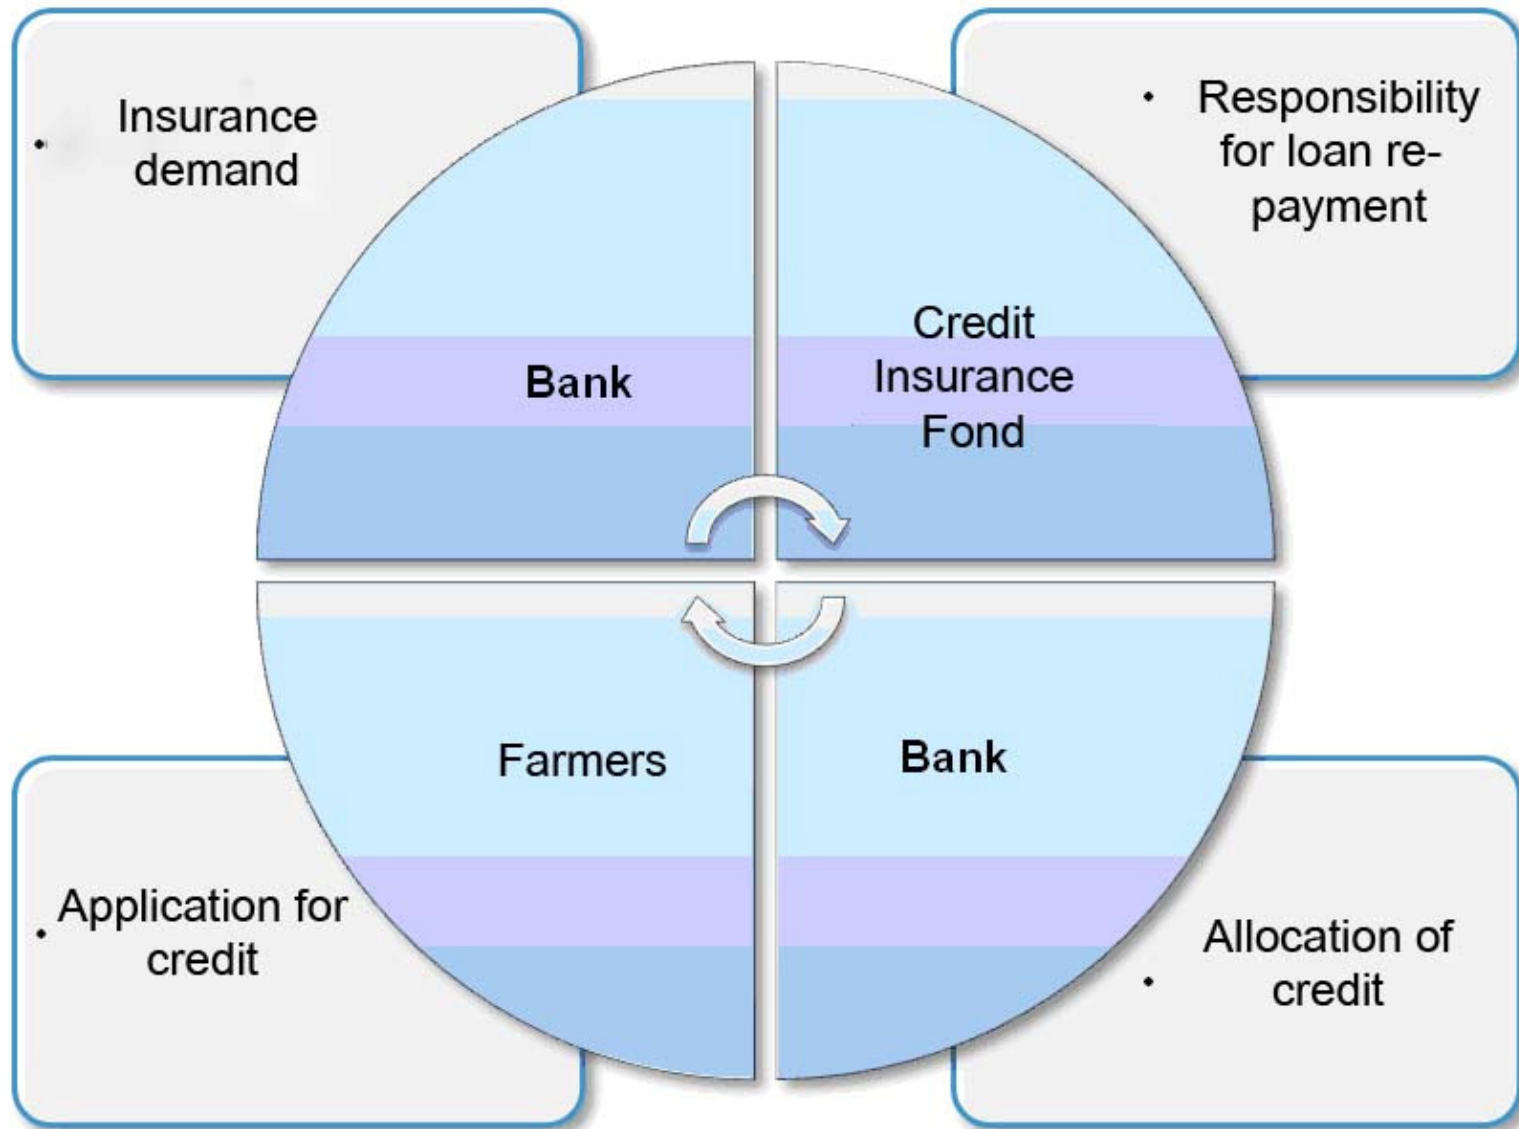 • Insurance
demand
• Responsibility
for loan re-
payment
Bank
Credit
Insurance
Fond
Farmers
Bank
• Application for
credit
• Allocation of
credit